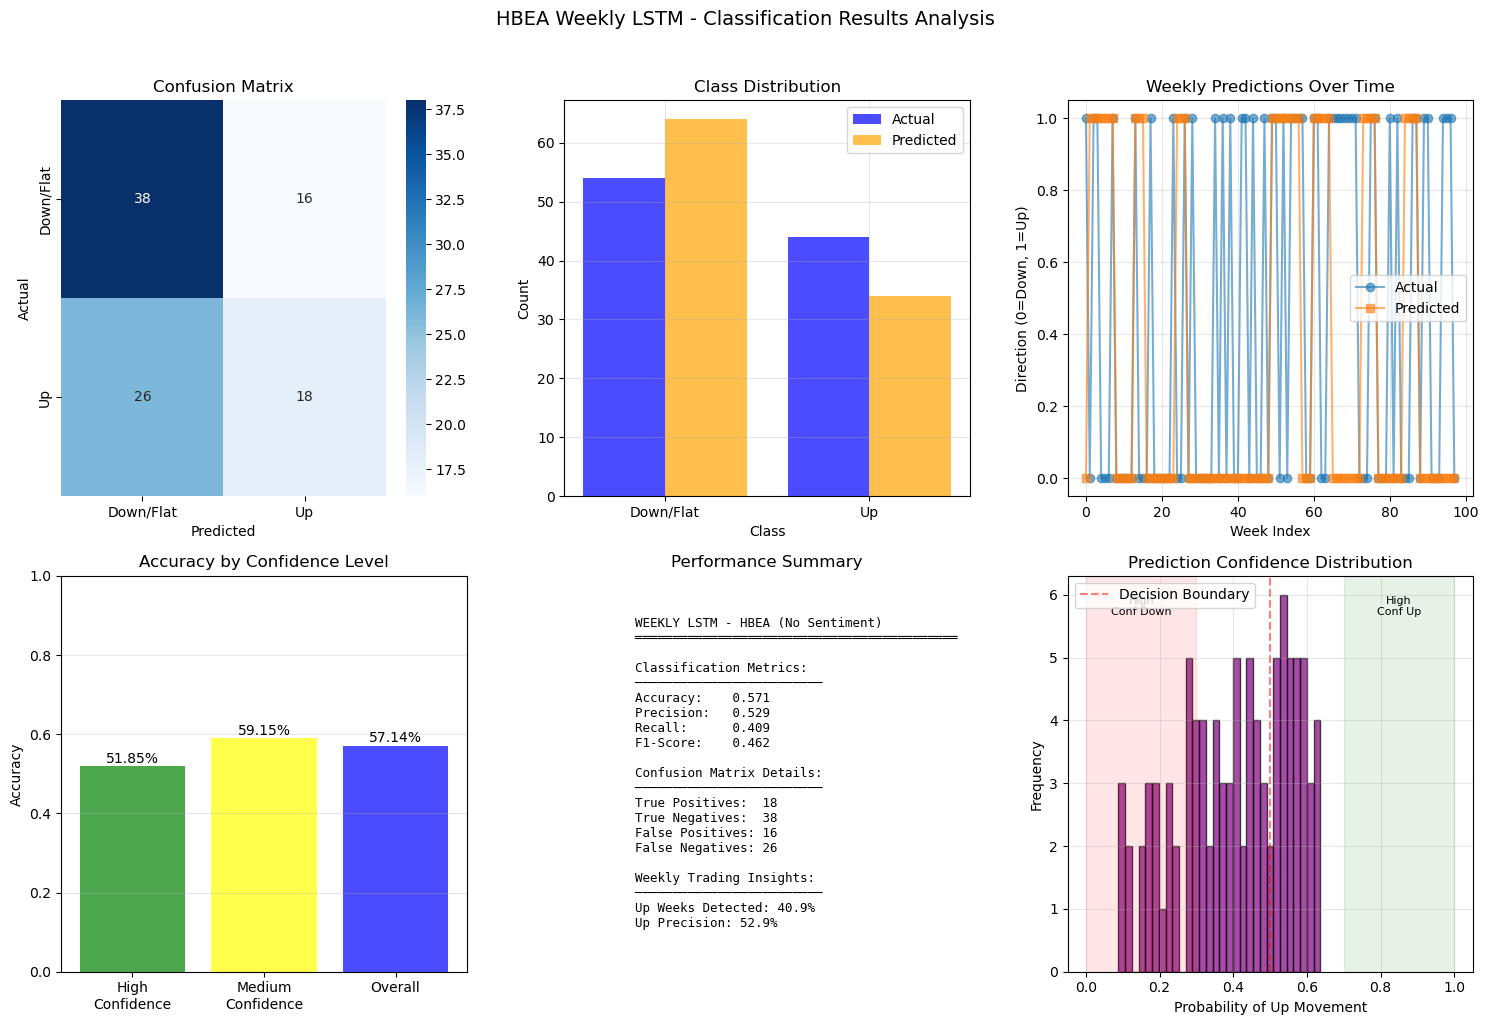 HBEA Weekly LSTM - Classification Results Analysis
Confusion Matrix
Down/Flat
Up
Actual
38
16
26
18
Down/Flat
Up
Predicted
37.5
35.0
32.5
30.0
27.5
25.0
22.5
20.0
17.5
Class Distribution
Actual
Predicted
Count
60
50
40
30
20
10
0
Down/Flat
Up
Class
Weekly Predictions Over Time
Direction (0=Down, 1=Up)
1.0
0.8
0.6
0.4
0.2
0.0
Actual
Predicted
0
20
40
60
80
100
Week Index
Accuracy by Confidence Level
Accuracy
1.0
0.8
0.6
0.4
0.2
0.0
51.85%
59.15%
57.14%
High
Confidence
Medium
Confidence
Overall
Performance Summary
WEEKLY LSTM - HBEA (No Sentiment)
Classification Metrics:
Accuracy: 0.571
Precision: 0.529
Recall: 0.409
F1-Score: 0.462
Confusion Matrix Details:
True Positives: 18
True Negatives: 38
False Positives: 16
False Negatives: 26
Weekly Trading Insights:
Up Weeks Detected: 40.9%
Up Precision: 52.9%
Prediction Confidence Distribution
Decision Boundary
Conf Down
High
Conf Up
Frequency
6
5
4
3
2
1
0
0.0
0.2
0.4
0.6
0.8
1.0
Probability of Up Movement